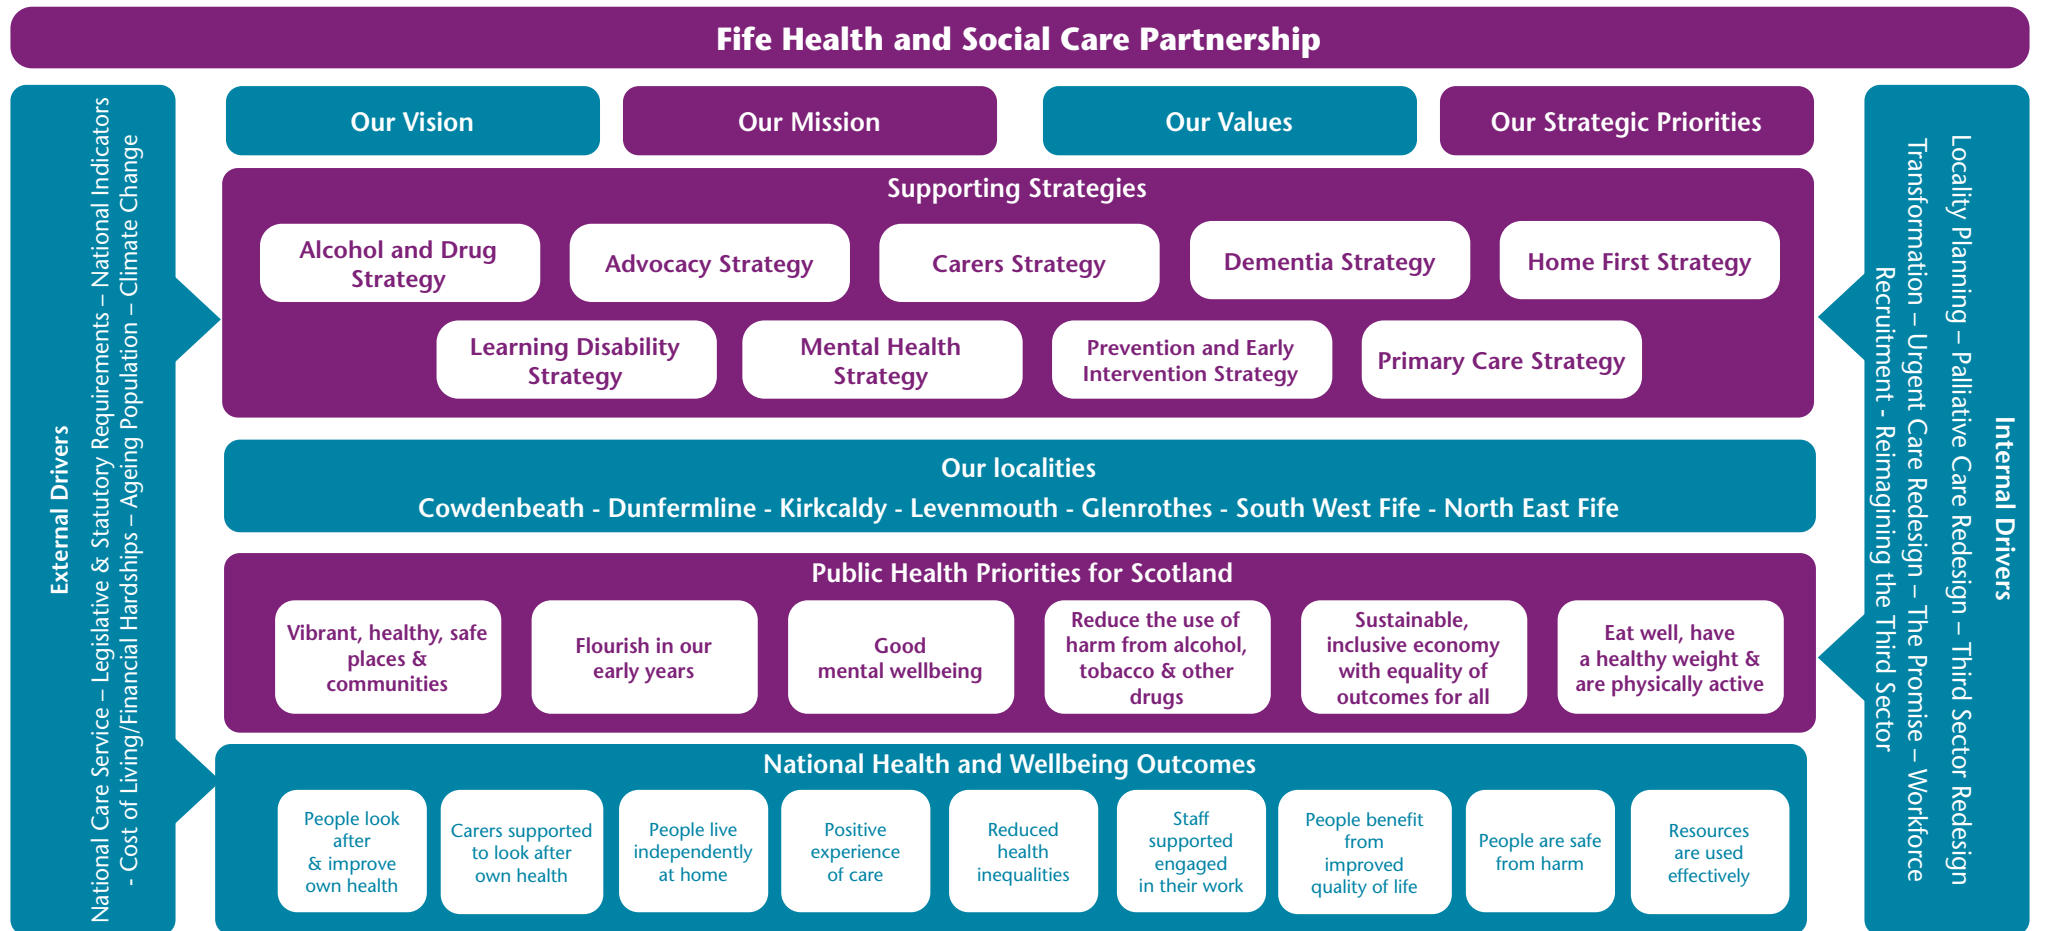 Fife Health and Social Care Partnership
External Drivers
National Care Service – Legislative & Statutory Requirements – National Indicators
- Cost of Living/Financial Hardships – Ageing Population – Climate Change
Our Vision
Our Mission
Our Values
Our Strategic Priorities
Supporting Strategies
Alcohol and Drug
Strategy
Advocacy Strategy
Carers Strategy
Dementia Strategy
Home First Strategy
Learning Disability
Strategy
Mental Health
Strategy
Prevention and Early
Intervention Strategy
Primary Care Strategy
Our localities
Cowdenbeath - Dunfermline - Kirkcaldy - Levenmouth - Glenrothes - South West Fife - North East Fife
Public Health Priorities for Scotland
Vibrant, healthy, safe
places &
communities
Flourish in our
early years
Good
mental wellbeing
Reduce the use of
harm from alcohol,
tobacco & other
drugs
Sustainable,
inclusive economy
with equality of
outcomes for all
Eat well, have
a healthy weight &
are physically active
National Health and Wellbeing Outcomes
People look
after
& improve
own health
Carers supported
to look after
own health
People live
independently
at home
Positive
experience
of care
Reduced
health
inequalities
Staff
supported
engaged
in their work
People benefit
from
improved
quality of life
People are safe
from harm
Resources
are used
effectively
Internal Drivers
Locality Planning – Palliative Care Redesign – Third Sector Redesign
Transformation – Urgent Care Redesign – The Promise – Workforce
Recruitment - Reimagining the Third Sector